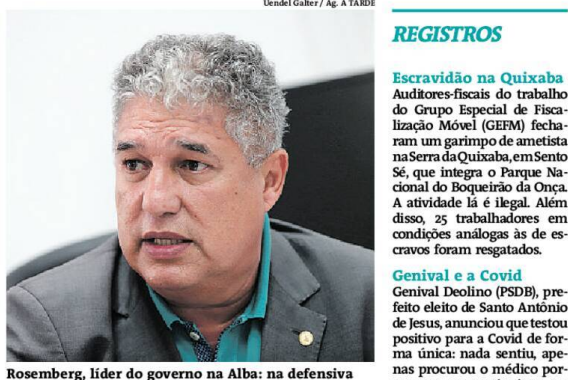 Uendel Galter / Ag. A TARDE
Rosemberg, líder do governo na Alba: na defensiva
REGISTROS
Escravidão na Quixaba
Auditores-fiscais do trabalho
do Grupo Especial de Fisca-
lização Móvel (GEFM) fecha-
ram um garimpo de ametista
na Serra da Quixaba, em Sento
Sé, que integra o Parque Na-
cional do Boqueirão da Onça.
A atividade lá é ilegal. Além
disso, 25 trabalhadores em
condições análogas às de es-
cravos foram resgatados.
Genival e a Covid
Genival Deolino (PSDB), pre-
feito eleito de Santo Antônio
de Jesus, anunciou que testou
positivo para a Covid de for-
ma única: nada sentiu, ape-
nas procurou o médico por-